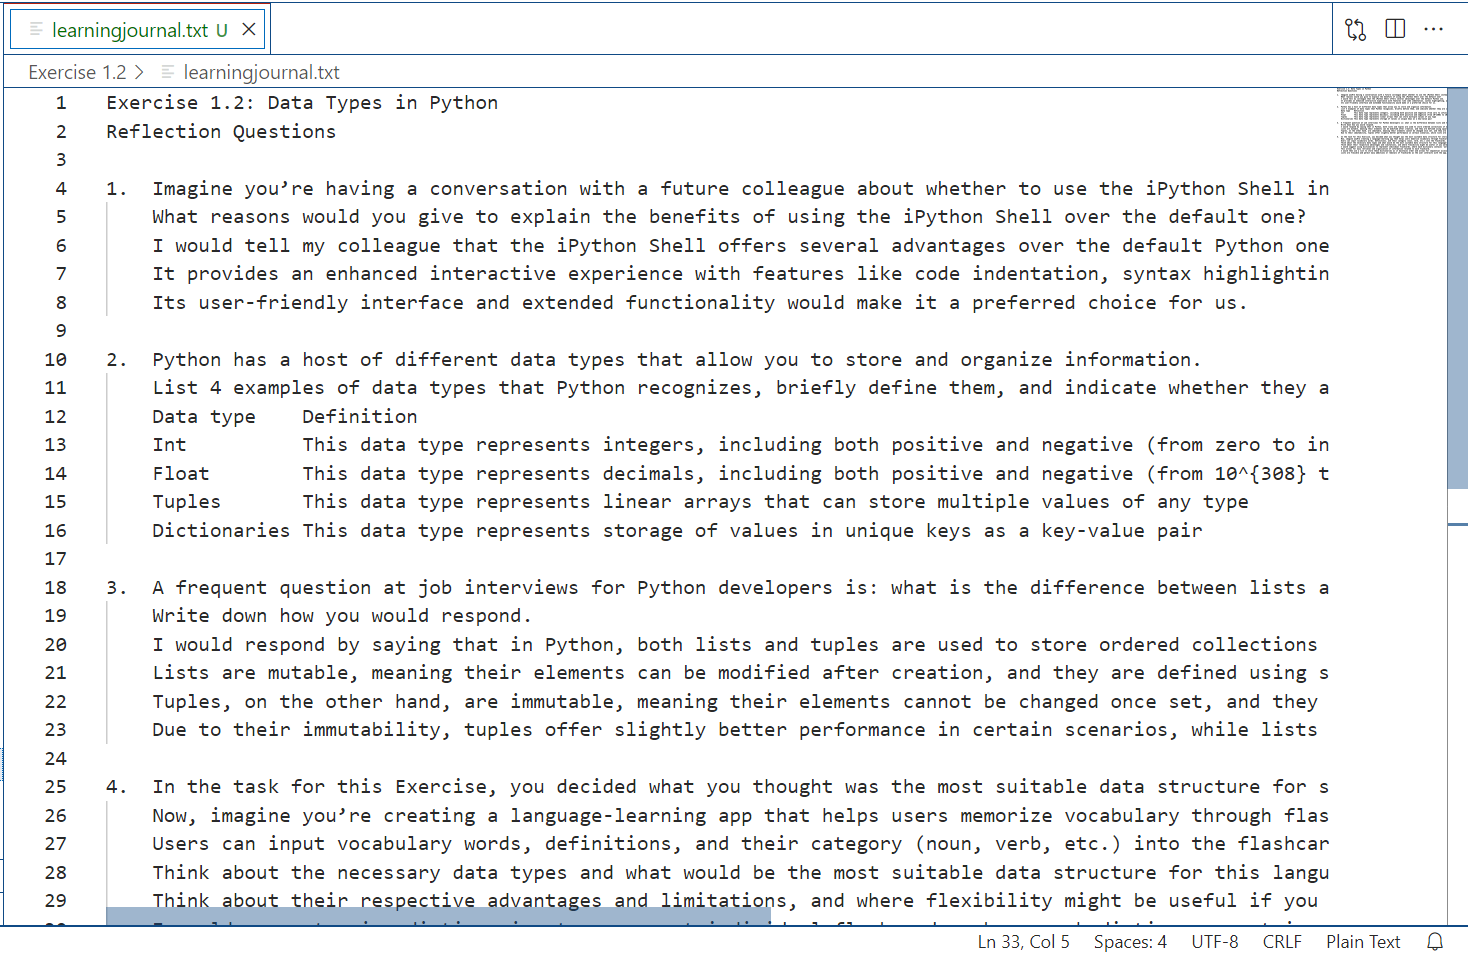 learningjournal.txt U
Exercise 1.2 > learningjournal.txt
1 Exercise 1.2: Data Types in Python
2 Reflection Questions
3
4 1. Imagine you’re having a conversation with a future colleague about whether to use the iPython Shell in
5 What reasons would you give to explain the benefits of using the iPython Shell over the default one?
6 I would tell my colleague that the iPython Shell offers several advantages over the default Python one
7 It provides an enhanced interactive experience with features like code indentation, syntax highlightin
8 Its user-friendly interface and extended functionality would make it a preferred choice for us.
9
10 2. Python has a host of different data types that allow you to store and organize information.
11 List 4 examples of data types that Python recognizes, briefly define them, and indicate whether they a
12 Data type Definition
13 Int This data type represents integers, including both positive and negative (from zero to in
14 Float This data type represents decimals, including both positive and negative (from 10^{308} t
15 Tuples This data type represents linear arrays that can store multiple values of any type
16 Dictionaries This data type represents storage of values in unique keys as a key-value pair
17
18 3. A frequent question at job interviews for Python developers is: what is the difference between lists a
19 Write down how you would respond.
20 I would respond by saying that in Python, both lists and tuples are used to store ordered collections
21 Lists are mutable, meaning their elements can be modified after creation, and they are defined using s
22 Tuples, on the other hand, are immutable, meaning their elements cannot be changed once set, and they
23 Due to their immutability, tuples offer slightly better performance in certain scenarios, while lists
24
25 4. In the task for this Exercise, you decided what you thought was the most suitable data structure for s
26 Now, imagine you’re creating a language-learning app that helps users memorize vocabulary through flas
27 Users can input vocabulary words, definitions, and their category (noun, verb, etc.) into the flashcar
28 Think about the necessary data types and what would be the most suitable data structure for this langu
29 Think about their respective advantages and limitations, and where flexibility might be useful if you
Ln 33, Col 5 Spaces: 4 UTF-8 CRLF Plain Text